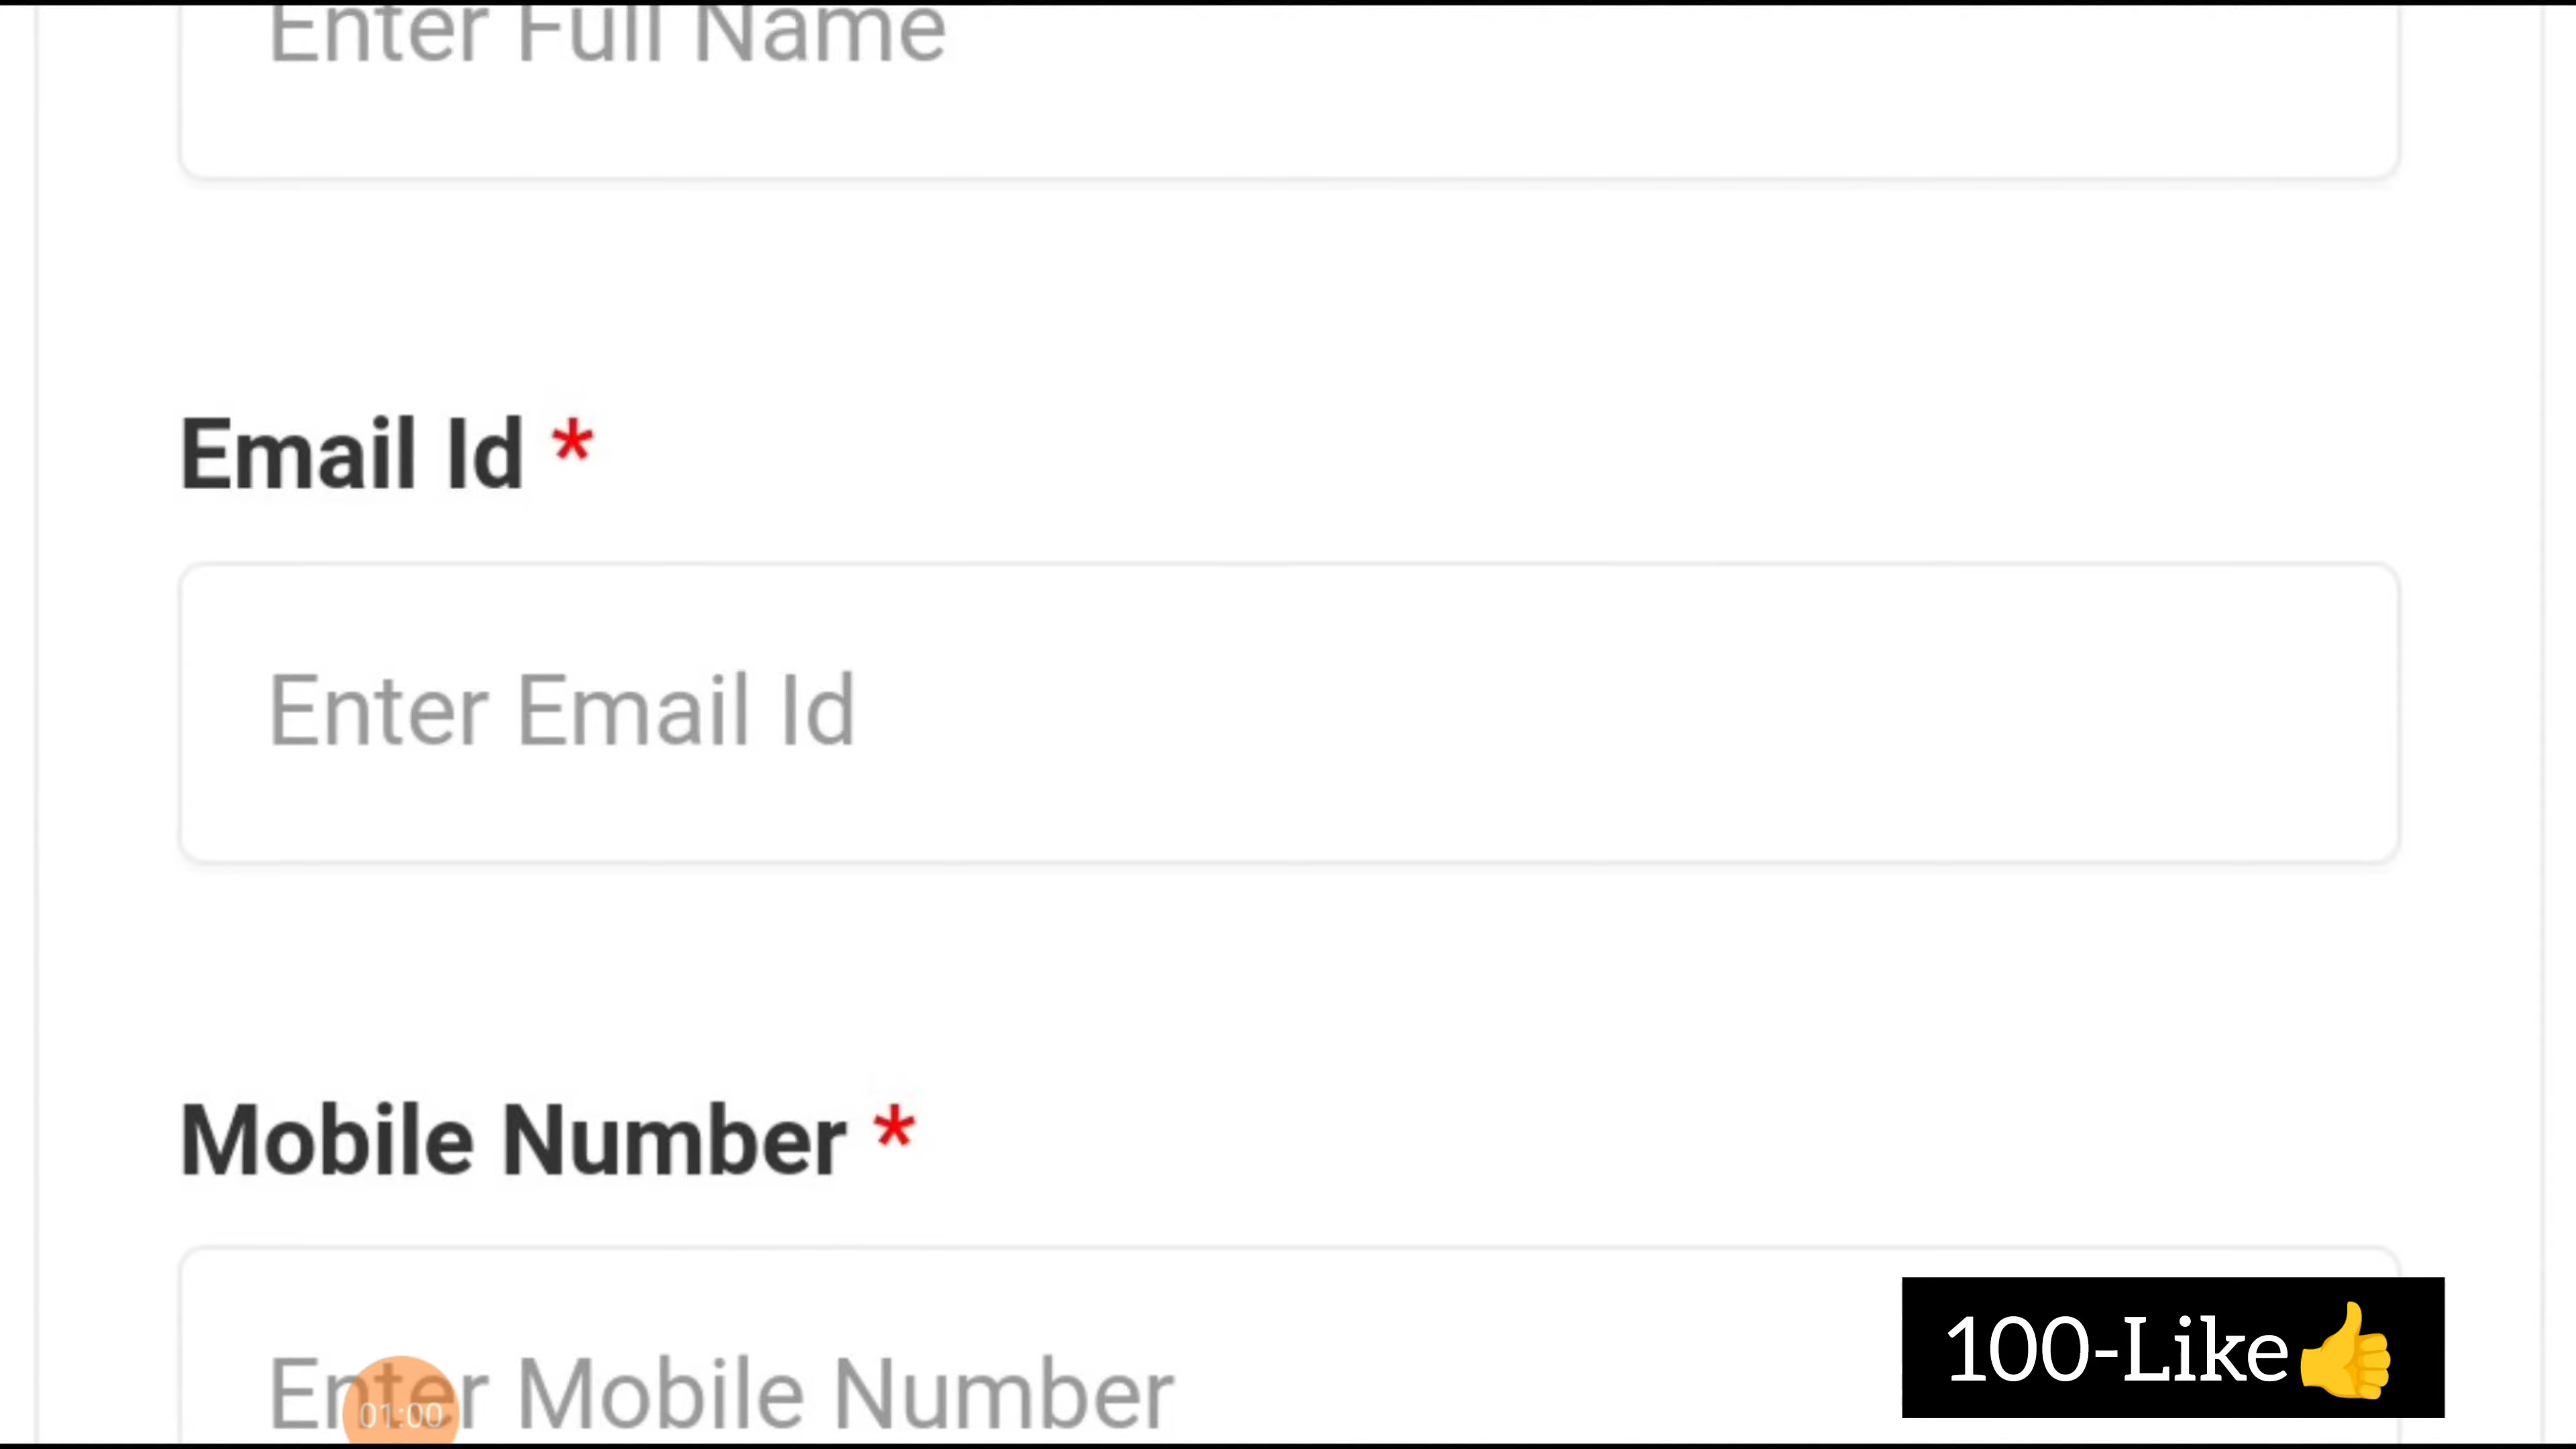 Enter Full Name
Email Id *
Enter Email Id
Mobile Number *
Enter Mobile Number
01:00
100-Like👍